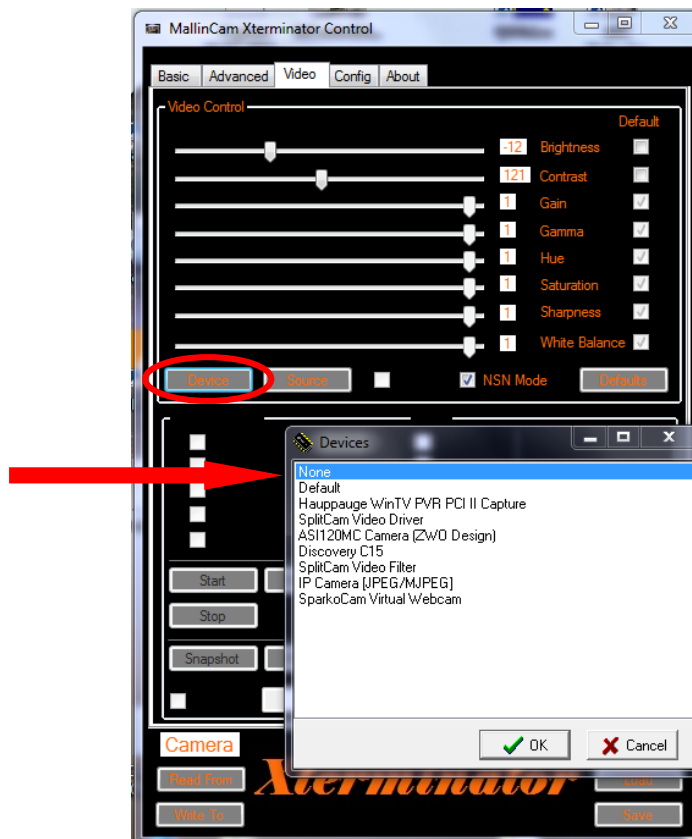 MallinCam Xterminator Control
Basic Advanced Video Config About
Video Control
Default
-12 Brightness
121 Contrast
1 Gain
1 Gamma
1 Hue
1 Saturation
1 Sharpness
1 White Balance
Device Source NSN Mode Defaults
Devices
None
Default
Hauppauge WinTV PVR PCI II Capture
SplitCam Video Driver
ASI120MC Camera (ZWO Design)
Discovery C15
SplitCam Video Filter
IP Camera [JPEG/MJPEG]
SparkoCam Virtual Webcam
Start
Stop
Snapshot
OK Cancel
Camera
Read From Xterminator Load
Write To Save